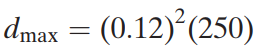 d_max = (0.12)²(250)